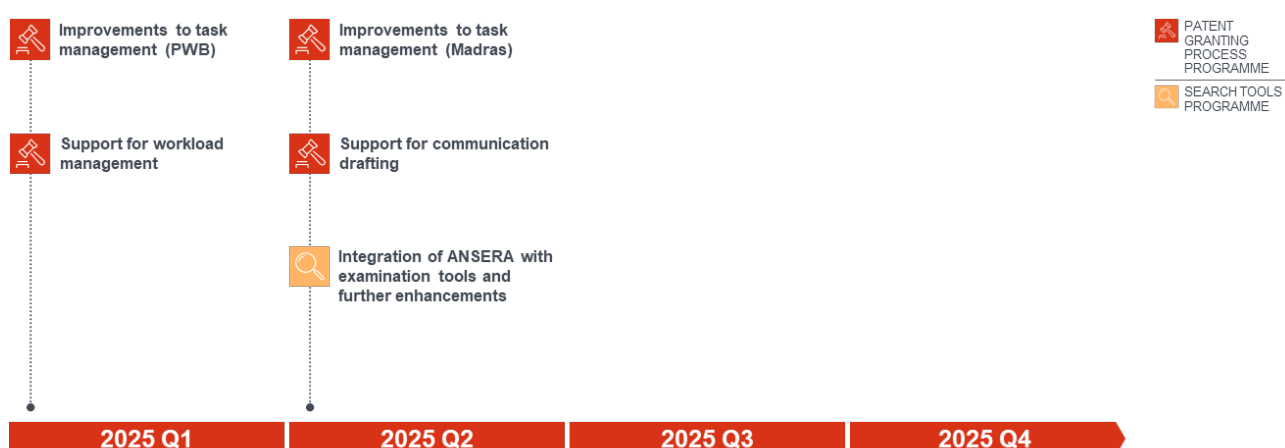 Improvements to task
management (PWB)
Support for workload
management
Improvements to task
management (Madras)
Support for communication
drafting
Integration of ANSERA with
examination tools and
further enhancements
PATENT
GRANTING
PROCESS
PROGRAMME
SEARCH TOOLS
PROGRAMME
2025 Q1
2025 Q2
2025 Q3
2025 Q4